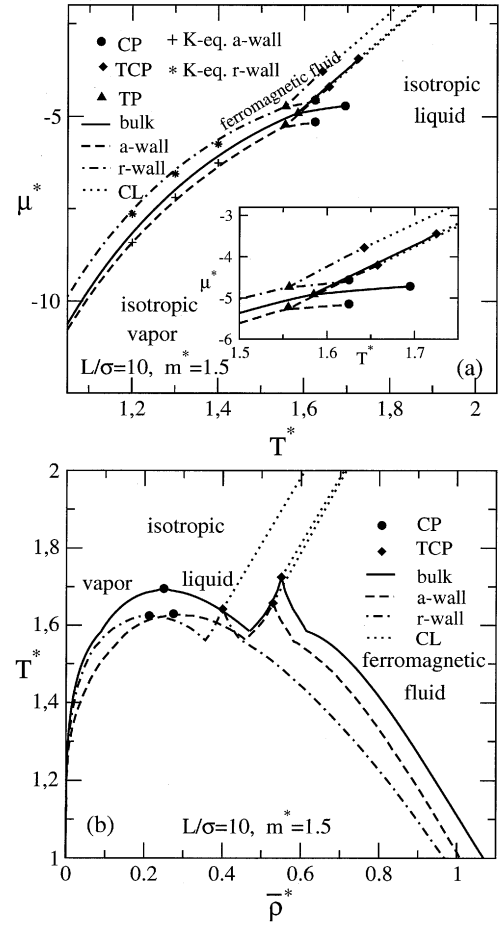 ● CP + K-eq. a-wall
◆ TCP * K-eq. r-wall
▲ TP
bulk
a-wall
r-wall
CL
ferromagnetic fluid
isotropic
liquid
-5
μ*
-10
-3
-4
μ*
-5
-6
1.5 1.6 1.7
T*
isotropic
vapor
L/σ=10, m*=1.5
(a)
1,2 1,4 1,6 1,8 2
T*
2
isotropic
● CP
◆ TCP
bulk
a-wall
r-wall
CL
1,8
vapor
liquid
T* 1,6
ferromagnetic
fluid
1,4
1,2
(b) L/σ=10, m*=1.5
1
0 0.2 0.4 0.6 0.8 1
ρ̅*